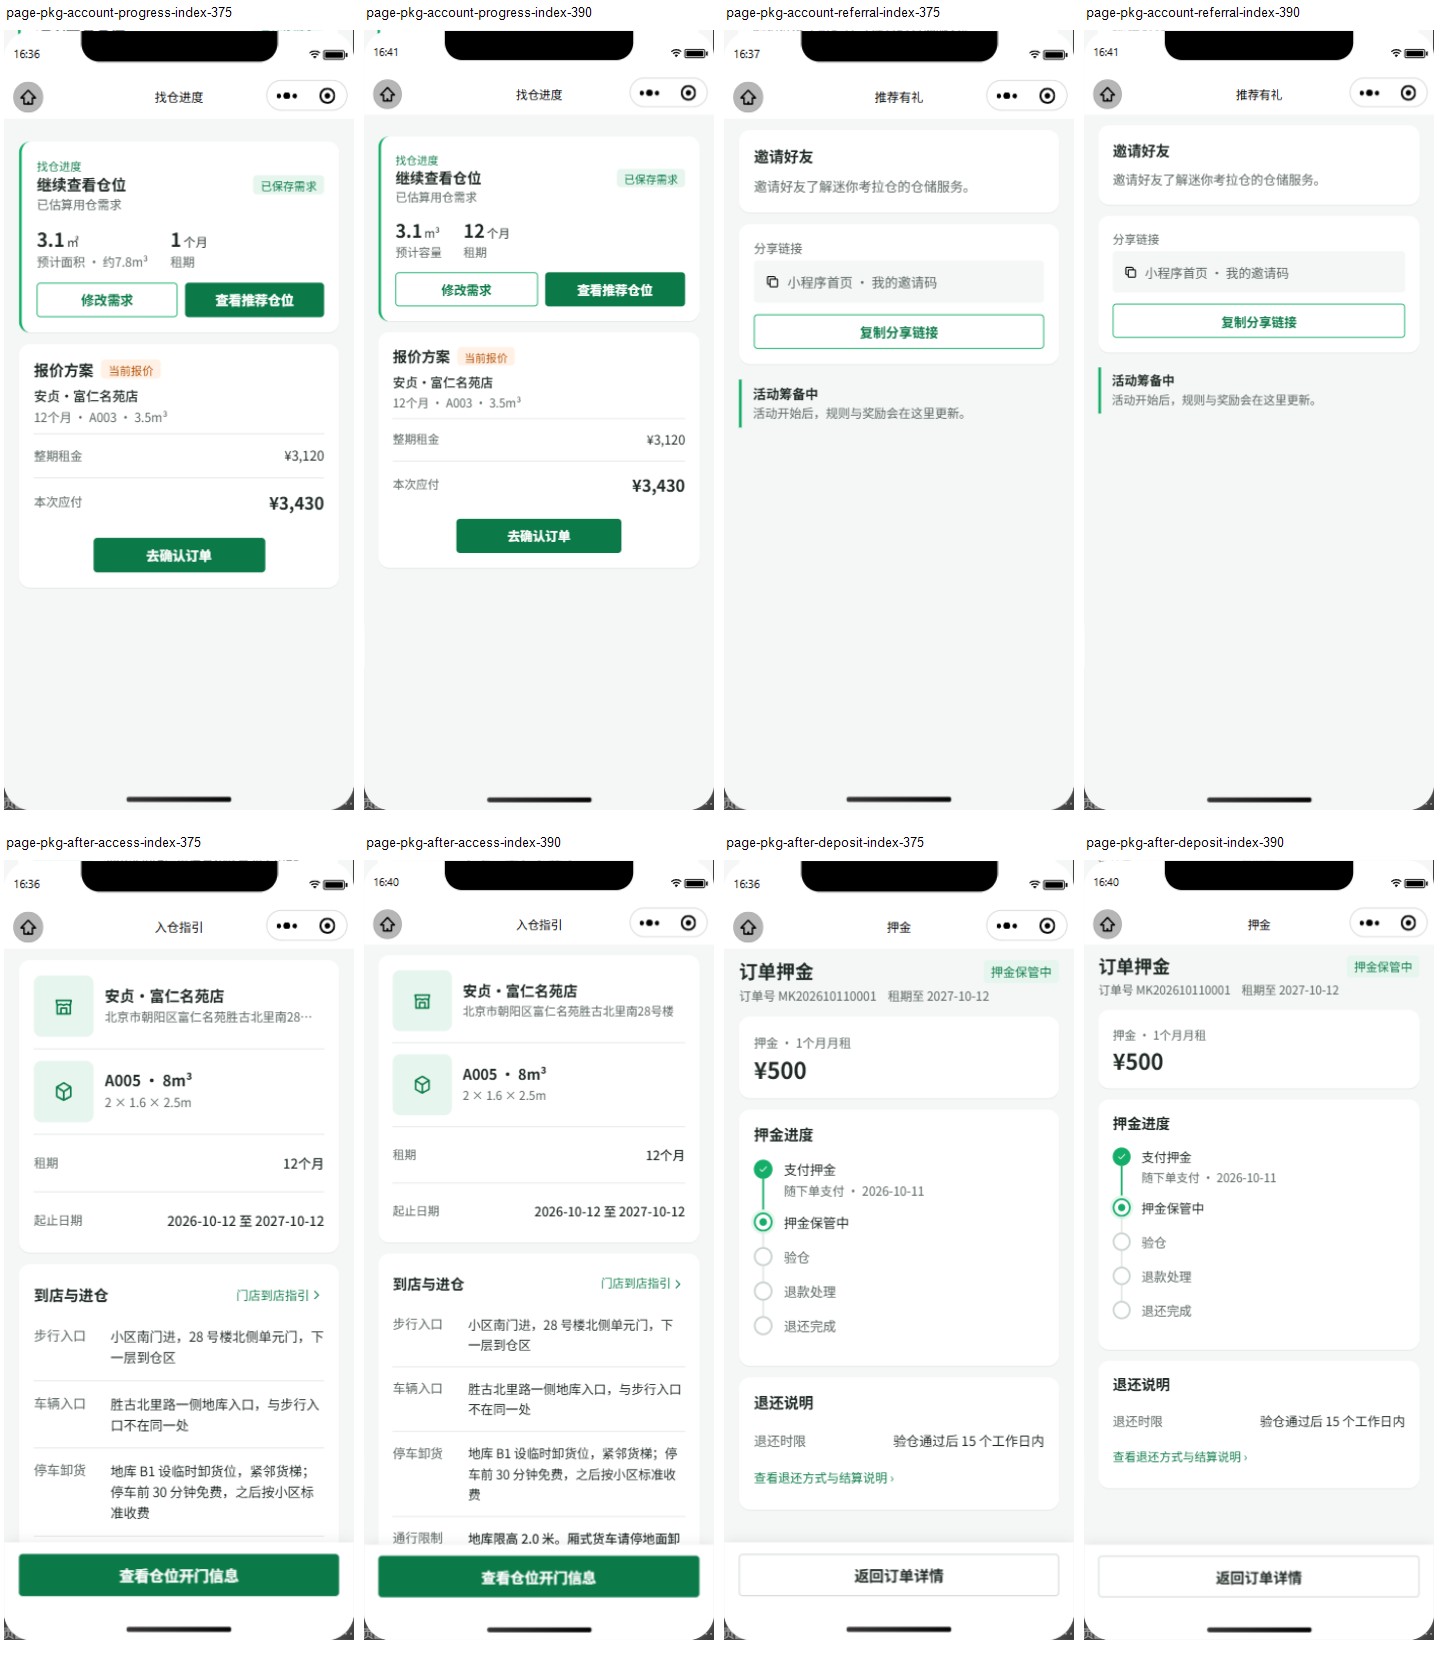 page-pkg-account-progress-index-375
16:36
找仓进度
找仓进度
继续查看仓位
已保存需求
已估算用仓需求
3.1㎡
1个月
预计面积 · 约7.8m³
租期
修改需求
查看推荐仓位
报价方案
当前报价
安贞·富仁名苑店
12个月 · A003 · 3.5m³
整期租金
¥3,120
本次应付
¥3,430
去确认订单
page-pkg-account-progress-index-390
16:41
找仓进度
找仓进度
继续查看仓位
已保存需求
已估算用仓需求
3.1m³
12个月
预计容量
租期
修改需求
查看推荐仓位
报价方案
当前报价
安贞·富仁名苑店
12个月 · A003 · 3.5m³
整期租金
¥3,120
本次应付
¥3,430
去确认订单
page-pkg-account-referral-index-375
16:37
推荐有礼
邀请好友
邀请好友了解迷你考拉仓的仓储服务。
分享链接
小程序首页 · 我的邀请码
复制分享链接
活动筹备中
活动开始后，规则与奖励会在这里更新。
page-pkg-account-referral-index-390
16:41
推荐有礼
邀请好友
邀请好友了解迷你考拉仓的仓储服务。
分享链接
小程序首页 · 我的邀请码
复制分享链接
活动筹备中
活动开始后，规则与奖励会在这里更新。
page-pkg-after-access-index-375
16:36
入仓指引
安贞·富仁名苑店
北京市朝阳区富仁名苑胜古北里南28…
A005 · 8m³
2 × 1.6 × 2.5m
租期
12个月
起止日期
2026-10-12 至 2027-10-12
到店与进仓
门店到店指引 >
步行入口
小区南门进，28 号楼北侧单元门，下
一层到仓区
车辆入口
胜古北里路一侧地库入口，与步行入
口不在同一处
停车卸货
地库 B1 设临时卸货位，紧邻货梯；
停车前 30 分钟免费，之后按小区标
准收费
查看仓位开门信息
page-pkg-after-access-index-390
16:40
入仓指引
安贞·富仁名苑店
北京市朝阳区富仁名苑胜古北里南28号楼
A005 · 8m³
2 × 1.6 × 2.5m
租期
12个月
起止日期
2026-10-12 至 2027-10-12
到店与进仓
门店到店指引 >
步行入口
小区南门进，28 号楼北侧单元门，下
一层到仓区
车辆入口
胜古北里路一侧地库入口，与步行入口
不在同一处
停车卸货
地库 B1 设临时卸货位，紧邻货梯；停
车前 30 分钟免费，之后按小区标准收
费
通行限制
地库限高 2.0 米。厢式货车请停地面卸
查看仓位开门信息
page-pkg-after-deposit-index-375
16:36
押金
订单押金
押金保管中
订单号 MK202610110001 租期至 2027-10-12
押金 · 1个月月租
¥500
押金进度
支付押金
随下单支付 · 2026-10-11
押金保管中
验仓
退款处理
退还完成
退还说明
退还时限
验仓通过后 15 个工作日内
查看退还方式与结算说明 ›
返回订单详情
page-pkg-after-deposit-index-390
16:40
押金
订单押金
押金保管中
订单号 MK202610110001 租期至 2027-10-12
押金 · 1个月月租
¥500
押金进度
支付押金
随下单支付 · 2026-10-11
押金保管中
验仓
退款处理
退还完成
退还说明
退还时限
验仓通过后 15 个工作日内
查看退还方式与结算说明 ›
返回订单详情